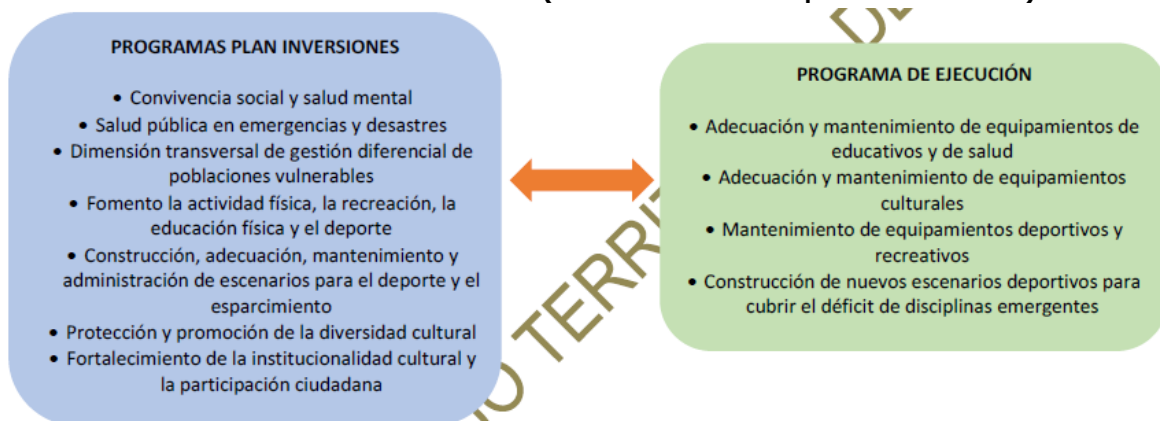 PROGRAMAS PLAN INVERSIONES
• Convivencia social y salud mental
• Salud pública en emergencias y desastres
• Dimensión transversal de gestión diferencial de
poblaciones vulnerables
• Fomento la actividad física, la recreación, la
educación física y el deporte
• Construcción, adecuación, mantenimiento y
administración de escenarios para el deporte y el
esparcimiento
• Protección y promoción de la diversidad cultural
• Fortalecimiento de la institucionalidad cultural y
la participación ciudadana
PROGRAMA DE EJECUCIÓN
• Adecuación y mantenimiento de equipamientos de
educativos y de salud
• Adecuación y mantenimiento de equipamientos
culturales
• Mantenimiento de equipamientos deportivos y
recreativos
• Construcción de nuevos escenarios deportivos para
cubrir el déficit de disciplinas emergentes